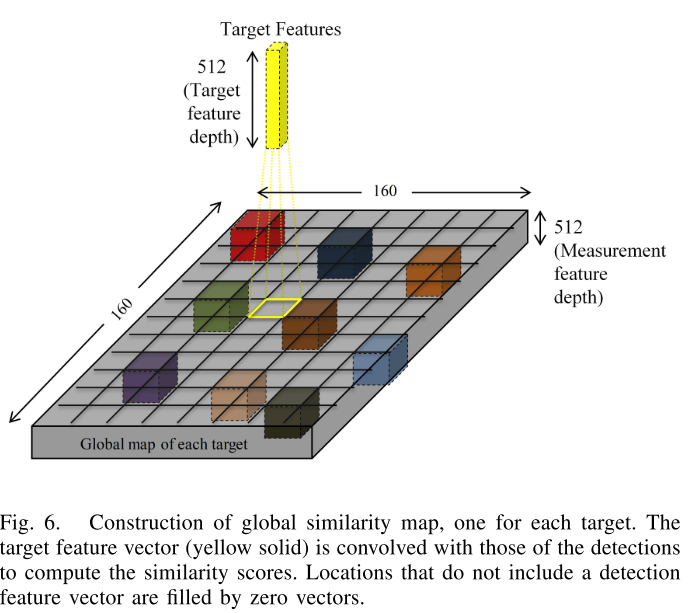 Target Features
512
(Target
feature
depth)
160
512
(Measurement
feature
depth)
160
Global map of each target
Fig. 6. Construction of global similarity map, one for each target. The
target feature vector (yellow solid) is convolved with those of the detections
to compute the similarity scores. Locations that do not include a detection
feature vector are filled by zero vectors.